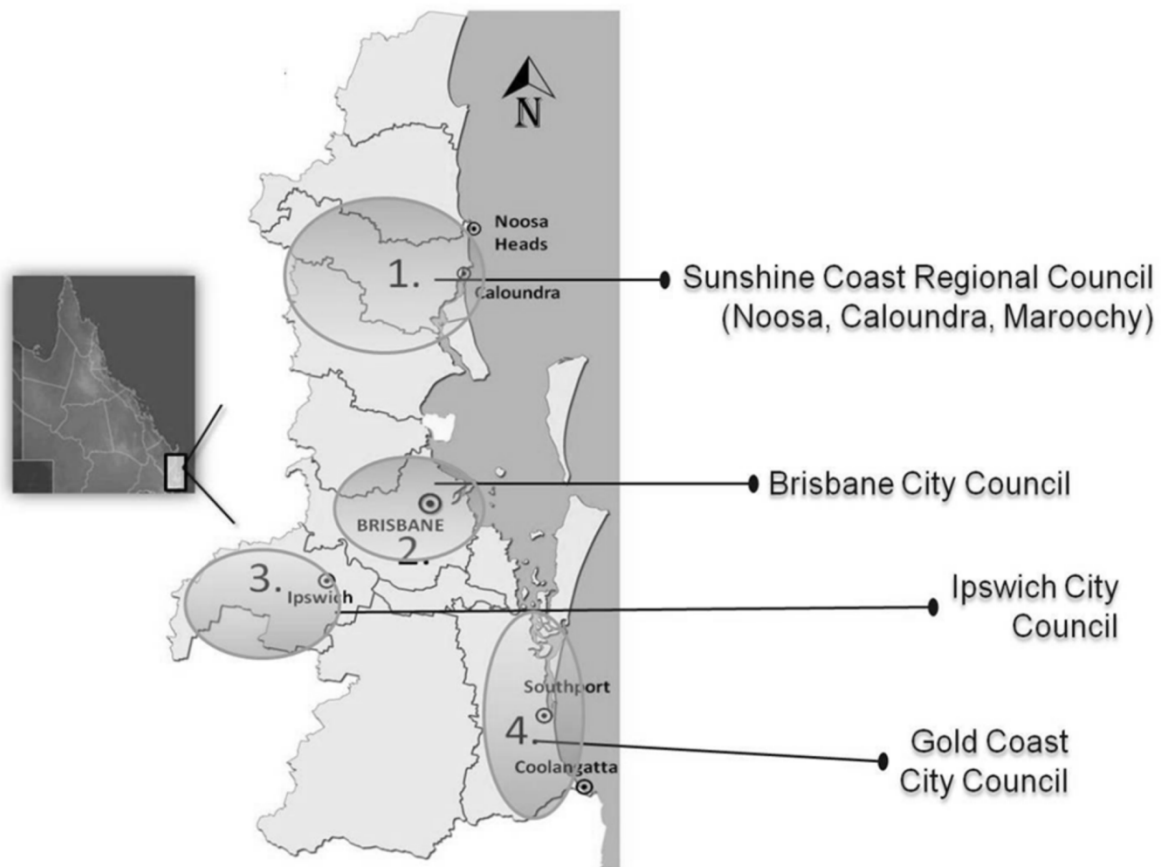 N
Noosa
Heads
1.
Caloundra
Sunshine Coast Regional Council
(Noosa, Caloundra, Maroochy)
Brisbane City Council
BRISBANE
2.
3.
Ipswich
Ipswich City
Council
Southport
4.
Gold Coast
City Council
Coolangatta